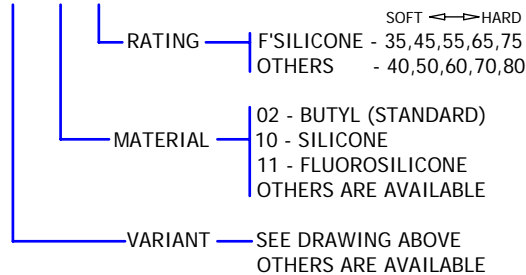 SOFT HARD
RATING F'SILICONE - 35,45,55,65,75
OTHERS - 40,50,60,70,80
02 - BUTYL (STANDARD)
MATERIAL 10 - SILICONE
11 - FLUOROSILICONE
OTHERS ARE AVAILABLE
VARIANT SEE DRAWING ABOVE
OTHERS ARE AVAILABLE